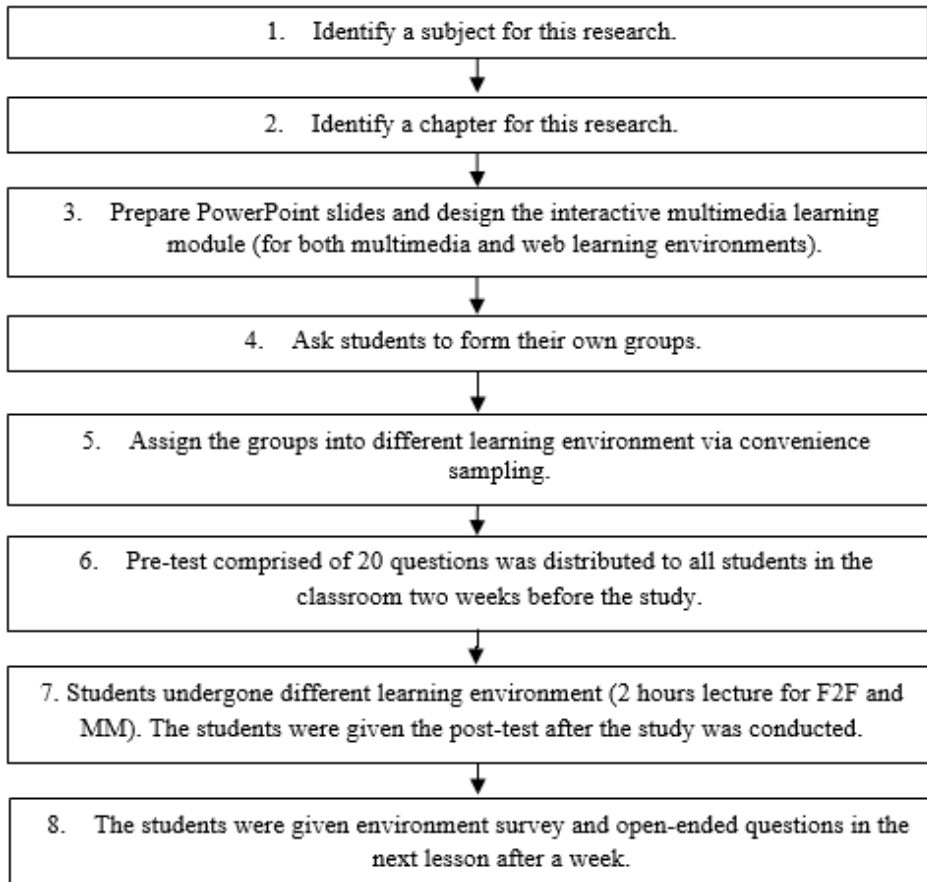 1. Identify a subject for this research.
2. Identify a chapter for this research.
3. Prepare PowerPoint slides and design the interactive multimedia learning
module (for both multimedia and web learning environments).
4. Ask students to form their own groups.
5. Assign the groups into different learning environment via convenience
sampling.
6. Pre-test comprised of 20 questions was distributed to all students in the
classroom two weeks before the study.
7. Students undergone different learning environment (2 hours lecture for F2F and
MM). The students were given the post-test after the study was conducted.
8. The students were given environment survey and open-ended questions in the
next lesson after a week.